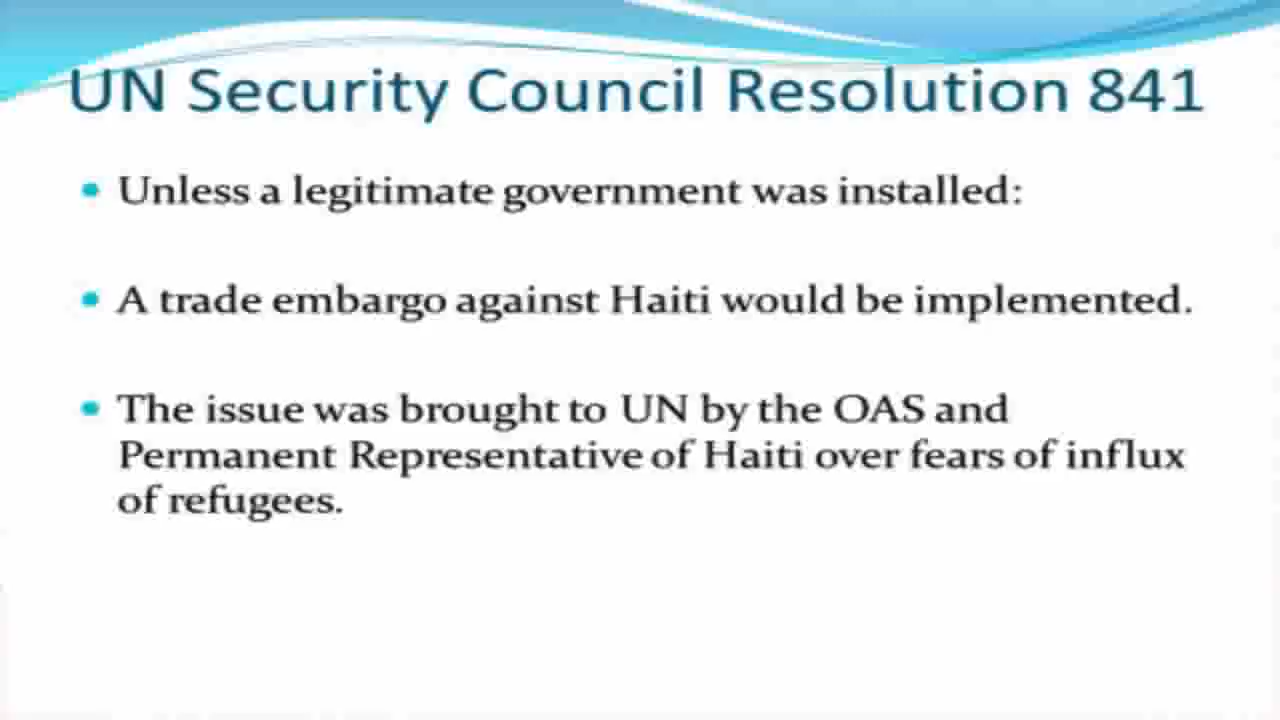 UN Security Council Resolution 841
• Unless a legitimate government was installed:
• A trade embargo against Haiti would be implemented.
• The issue was brought to UN by the OAS and
Permanent Representative of Haiti over fears of influx
of refugees.